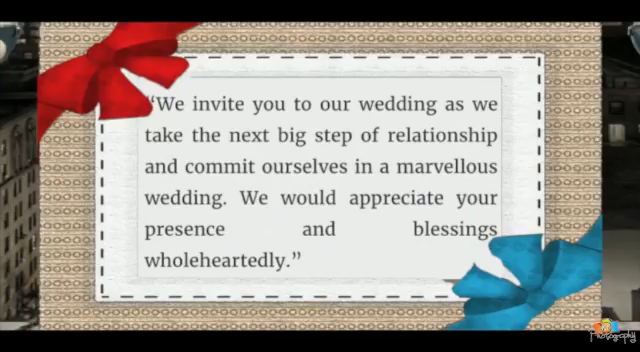 “We invite you to our wedding as we
take the next big step of relationship
and commit ourselves in a marvellous
wedding. We would appreciate your
presence and blessings
wholeheartedly.”
Photography